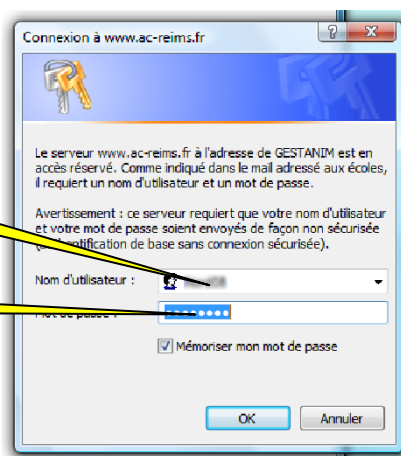 Connexion à www.ac-reims.fr
Le serveur www.ac-reims.fr à l'adresse de GESTANIM est en
accès réservé. Comme indiqué dans le mail adressé aux écoles,
il requiert un nom d'utilisateur et un mot de passe.
Avertissement : ce serveur requiert que votre nom d'utilisateur
et votre mot de passe soient envoyés de façon non sécurisée
(authentification de base sans connexion sécurisée).
Nom d'utilisateur :
Mot de passe :
Mémoriser mon mot de passe
OK Annuler